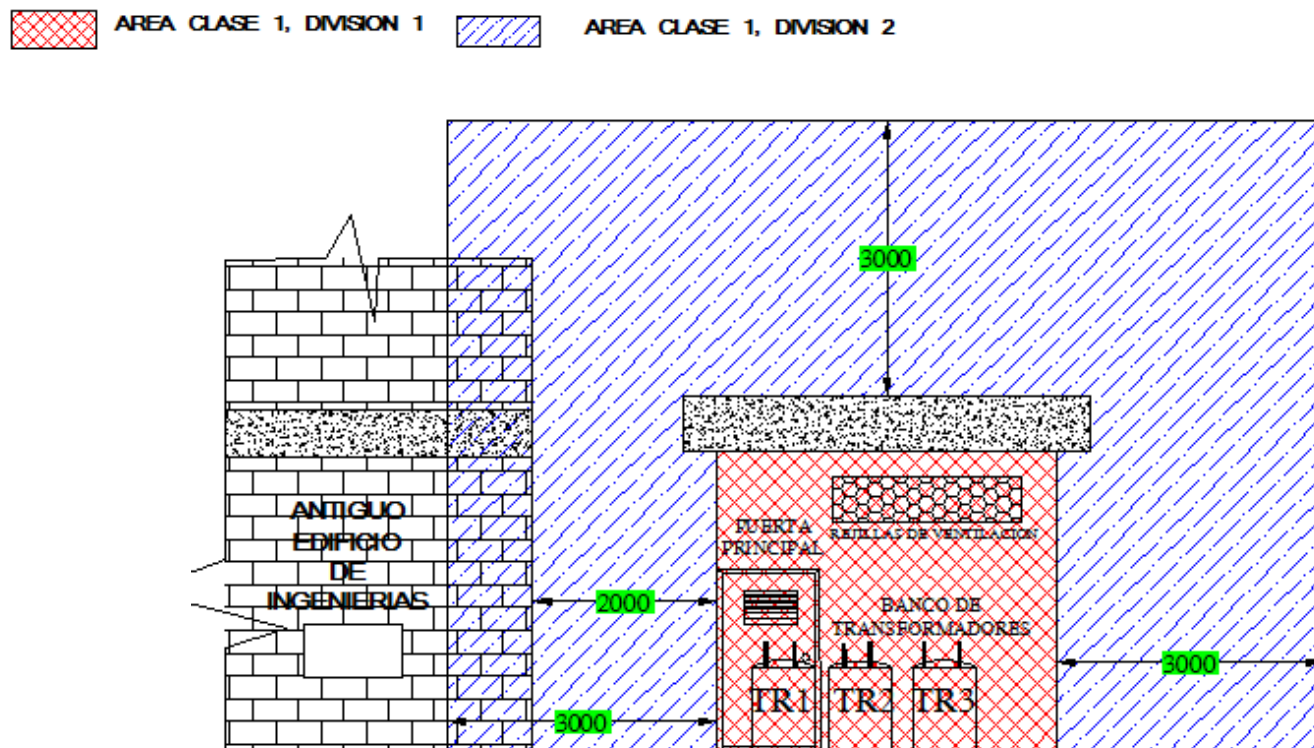 AREA CLASE 1, DIVISION 1
AREA CLASE 1, DIVISION 2
3000
ANTIGUO
EDIFICIO
DE
INGENIERIAS
PUERTA
PRINCIPAL
REJILLAS DE VENTILACION
2000
BANCO DE
TRANSFORMADORES
3000
TR1
TR2
TR3
3000